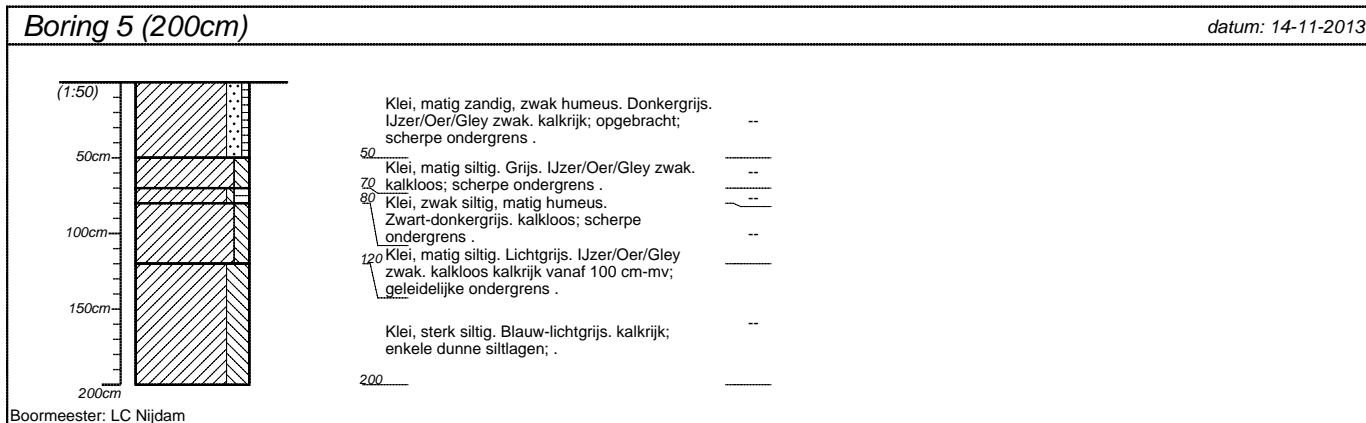 Boring 5 (200cm)
datum: 14-11-2013
(1:50)
Klei, matig zandig, zwak humeus. Donkergrijs.
IJzer/Oer/Gley zwak. kalkrijk; opgebracht;
--
scherpe ondergrens .
50cm
50
Klei, matig siltig. Grijs. IJzer/Oer/Gley zwak.
--
kalkloos; scherpe ondergrens .
70
Klei, zwak siltig, matig humeus.
--
80
Zwart-donkergrijs. kalkloos; scherpe
ondergrens .
100cm
--
Klei, matig siltig. Lichtgrijs. IJzer/Oer/Gley
120
zwak. kalkloos kalkrijk vanaf 100 cm-mv;
geleidelijke ondergrens .
150cm
Klei, sterk siltig. Blauw-lichtgrijs. kalkrijk;
--
enkele dunne siltlagen; .
200
200cm
Boormeester: LC Nijdam